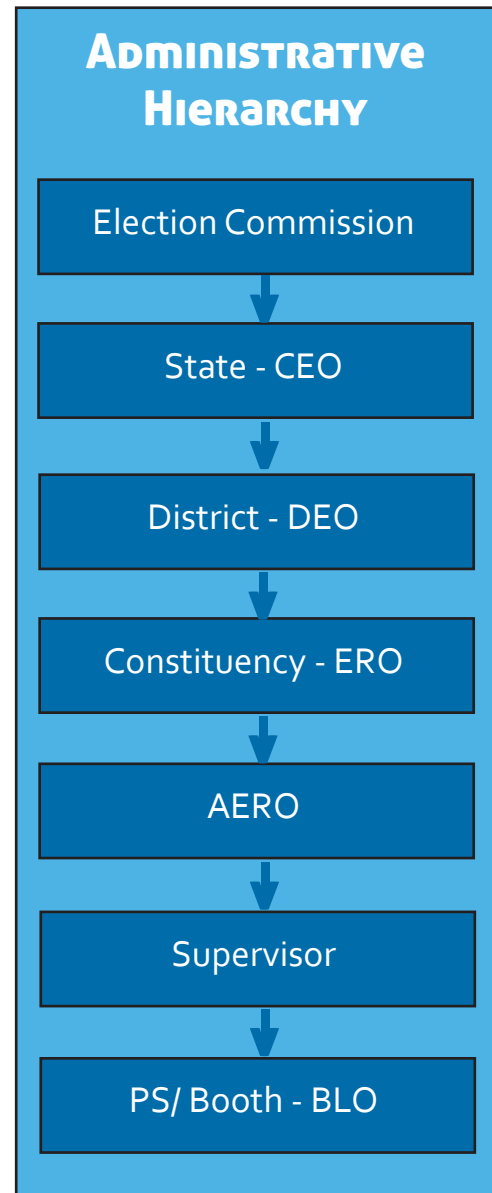 Administrative
Hierarchy
Election Commission
State - CEO
District - DEO
Constituency - ERO
AERO
Supervisor
PS/ Booth - BLO